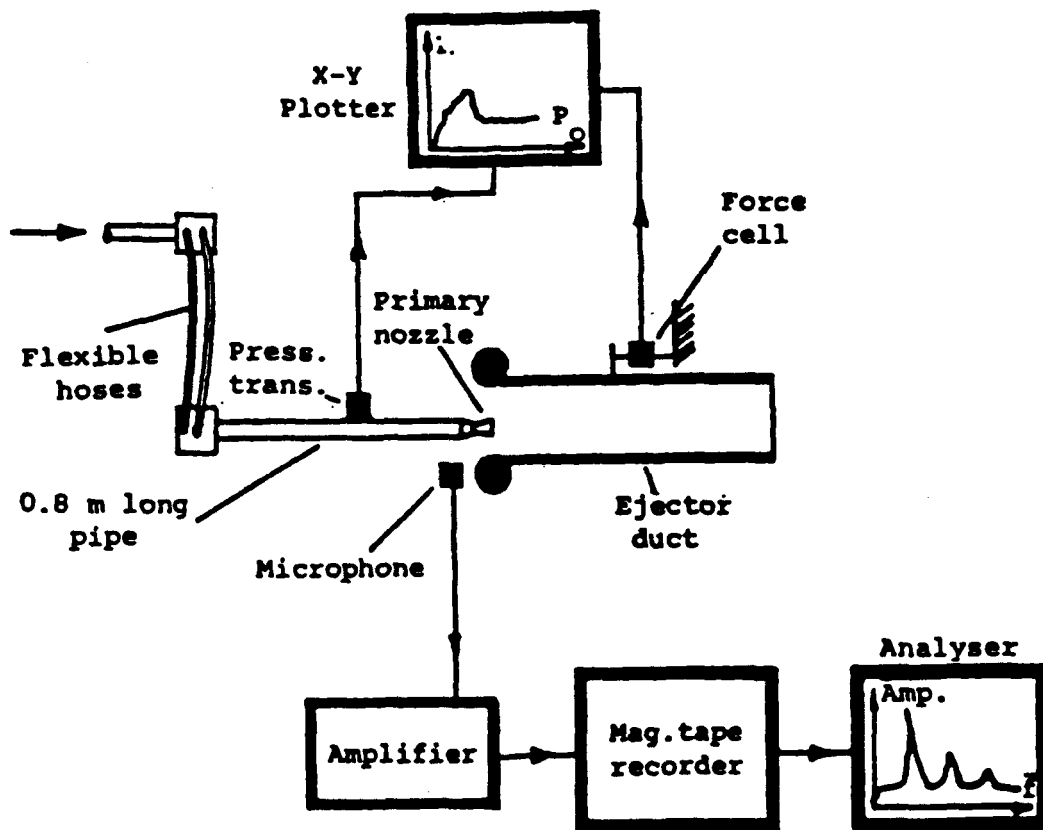 X-Y
Plotter
i.
P
o
Force
cell
Primary
nozzle
Flexible
hoses
Press.
trans.
0.8 m long
pipe
Microphone
Ejector
duct
Analyser
Amplifier
Mag.tape
recorder
Amp.
f